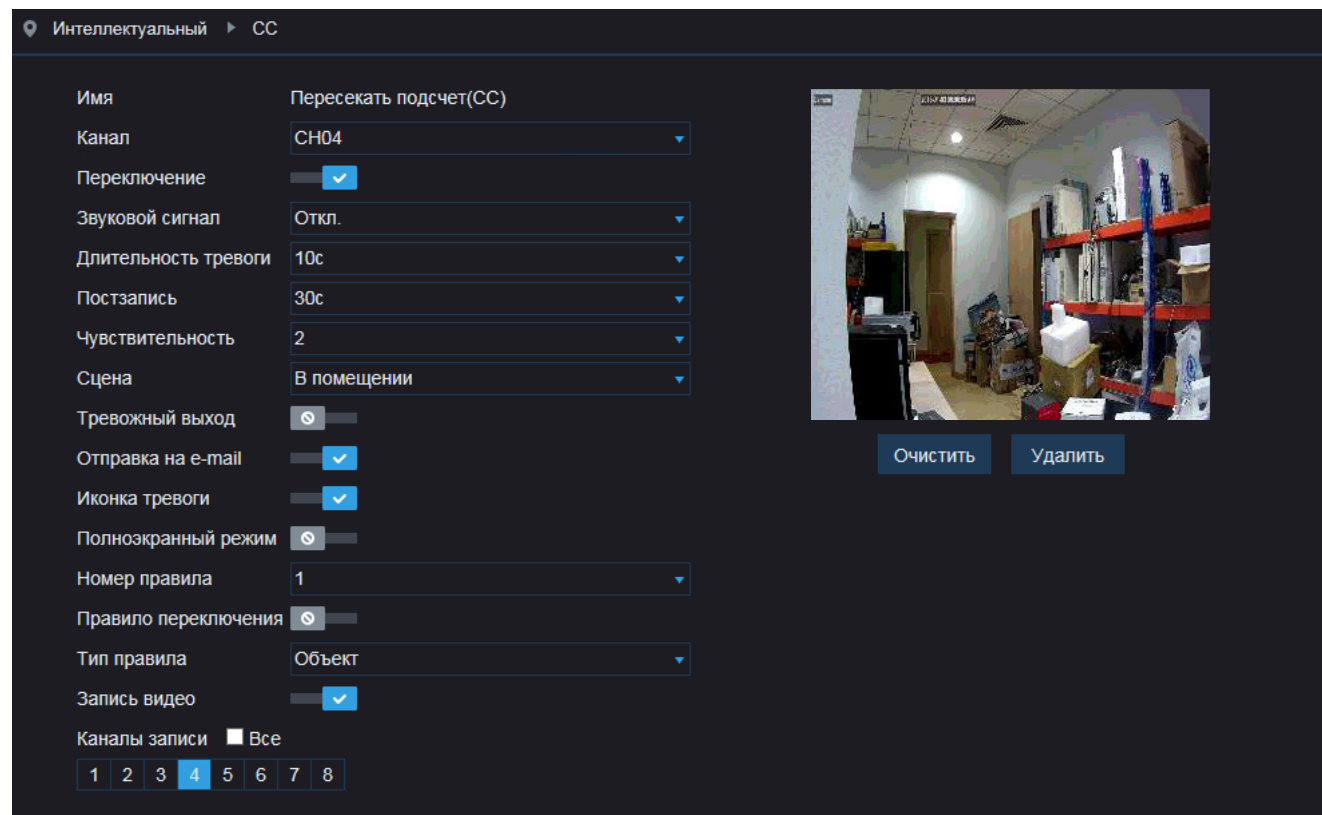 Интеллектуальный CC
Имя Пересекать подсчет(CC)
Канал CH04
Переключение
Звуковой сигнал Откл.
Длительность тревоги 10с
Постзапись 30с
Чувствительность 2
Сцена В помещении
Тревожный выход
Отправка на e-mail
Иконка тревоги
Полноэкранный режим
Номер правила 1
Правило переключения
Тип правила Объект
Запись видео
Каналы записи Все
1 2 3 4 5 6 7 8
Очистить Удалить